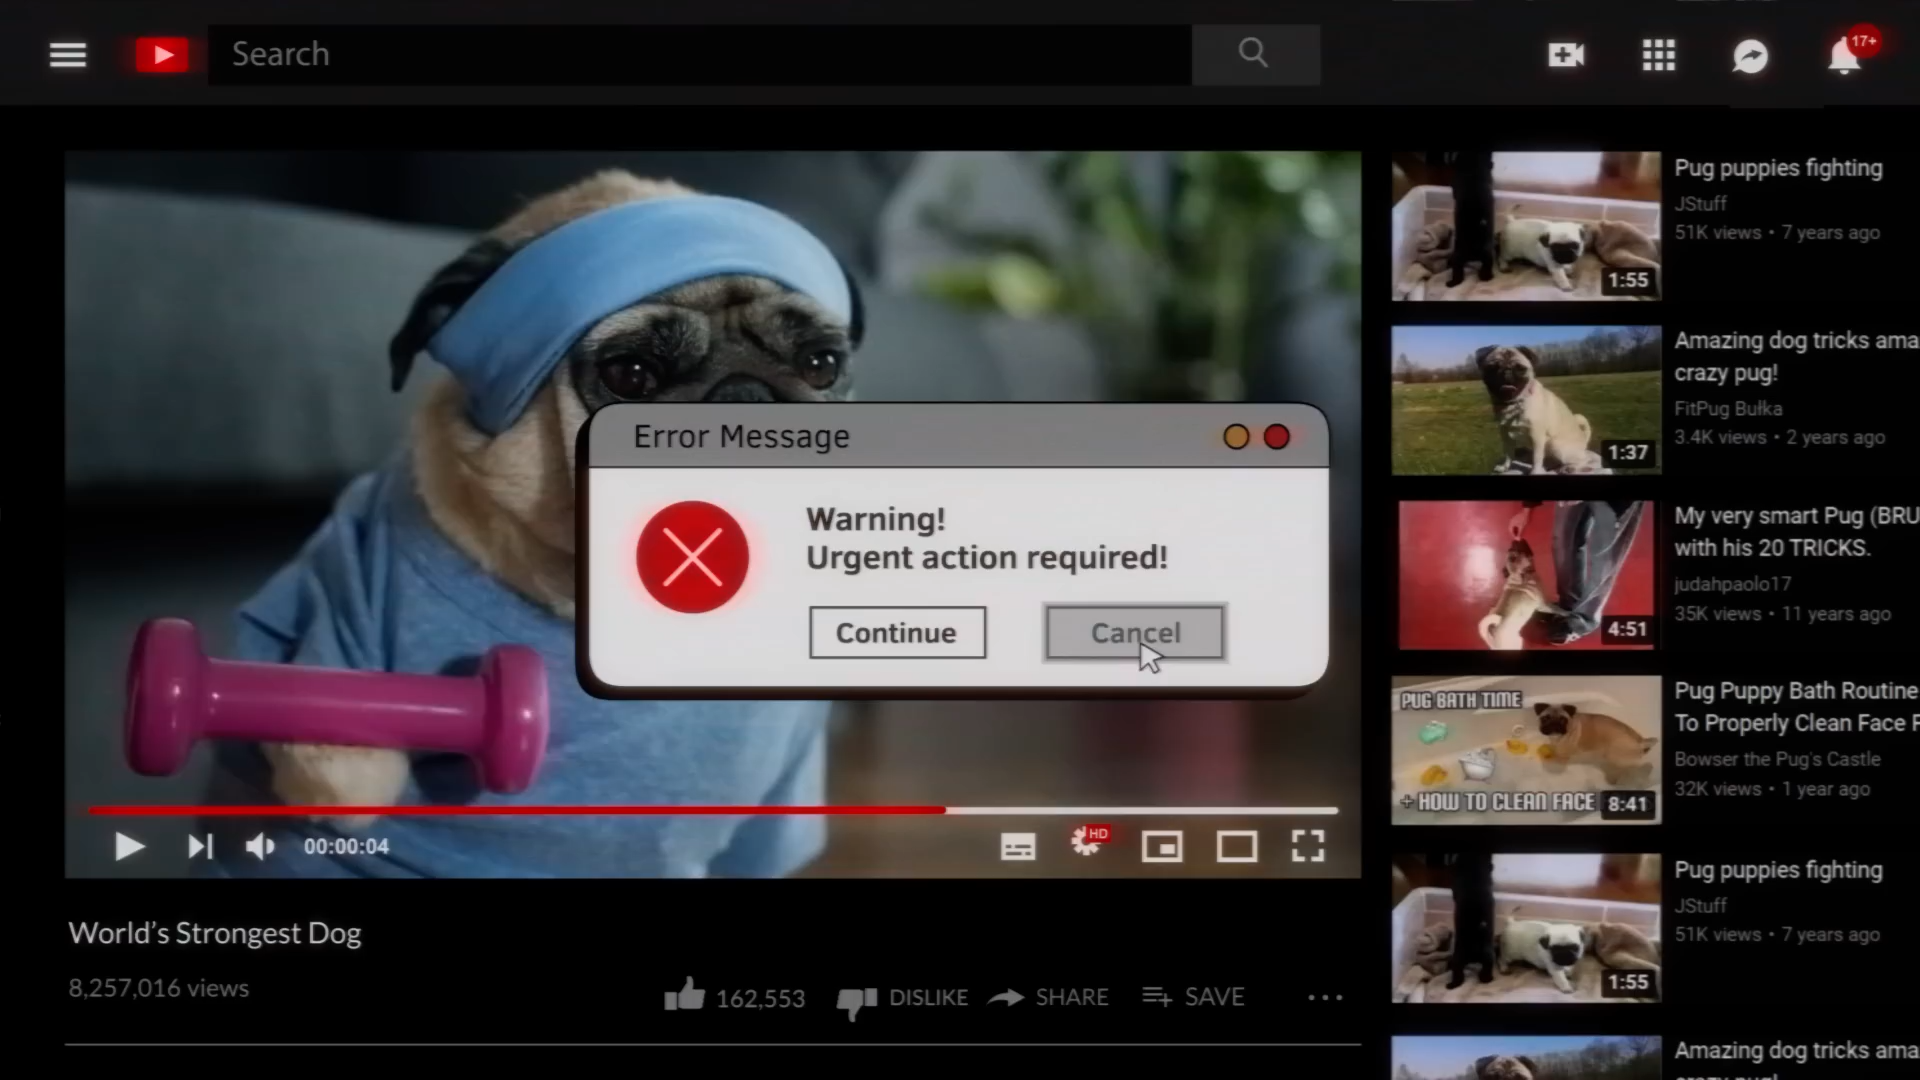 Search
17+
Error Message
Warning!
Urgent action required!
Continue
Cancel
00:00:04
HD
World's Strongest Dog
8,257,016 views
162,553
DISLIKE
SHARE
SAVE
Pug puppies fighting
JStuff
51K views • 7 years ago
1:55
Amazing dog tricks ama
crazy pug!
FitPug Bułka
3.4K views • 2 years ago
1:37
My very smart Pug (BRU
with his 20 TRICKS.
judahpaolo17
35K views • 11 years ago
4:51
PUG BATH TIME
+ HOW TO CLEAN FACE
8:41
Pug Puppy Bath Routine
To Properly Clean Face F
Bowser the Pug's Castle
32K views • 1 year ago
Pug puppies fighting
JStuff
51K views • 7 years ago
1:55
Amazing dog tricks ama